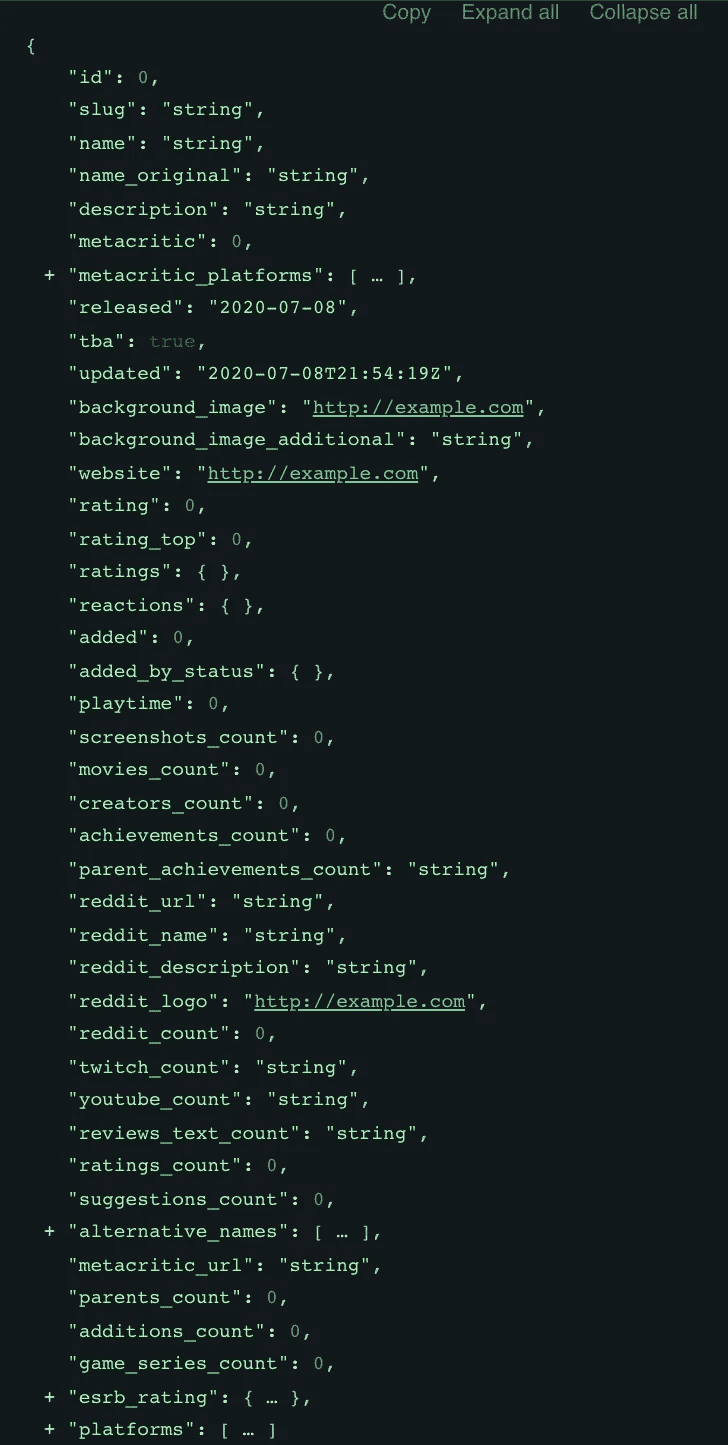 Copy Expand all Collapse all
{
"id": 0,
"slug": "string",
"name": "string",
"name_original": "string",
"description": "string",
"metacritic": 0,
+ "metacritic_platforms": [ … ],
"released": "2020-07-08",
"tba": true,
"updated": "2020-07-08T21:54:19Z",
"background_image": "http://example.com",
"background_image_additional": "string",
"website": "http://example.com",
"rating": 0,
"rating_top": 0,
"ratings": { },
"reactions": { },
"added": 0,
"added_by_status": { },
"playtime": 0,
"screenshots_count": 0,
"movies_count": 0,
"creators_count": 0,
"achievements_count": 0,
"parent_achievements_count": "string",
"reddit_url": "string",
"reddit_name": "string",
"reddit_description": "string",
"reddit_logo": "http://example.com",
"reddit_count": 0,
"twitch_count": "string",
"youtube_count": "string",
"reviews_text_count": "string",
"ratings_count": 0,
"suggestions_count": 0,
+ "alternative_names": [ … ],
"metacritic_url": "string",
"parents_count": 0,
"additions_count": 0,
"game_series_count": 0,
+ "esrb_rating": { … },
+ "platforms": [ … ]